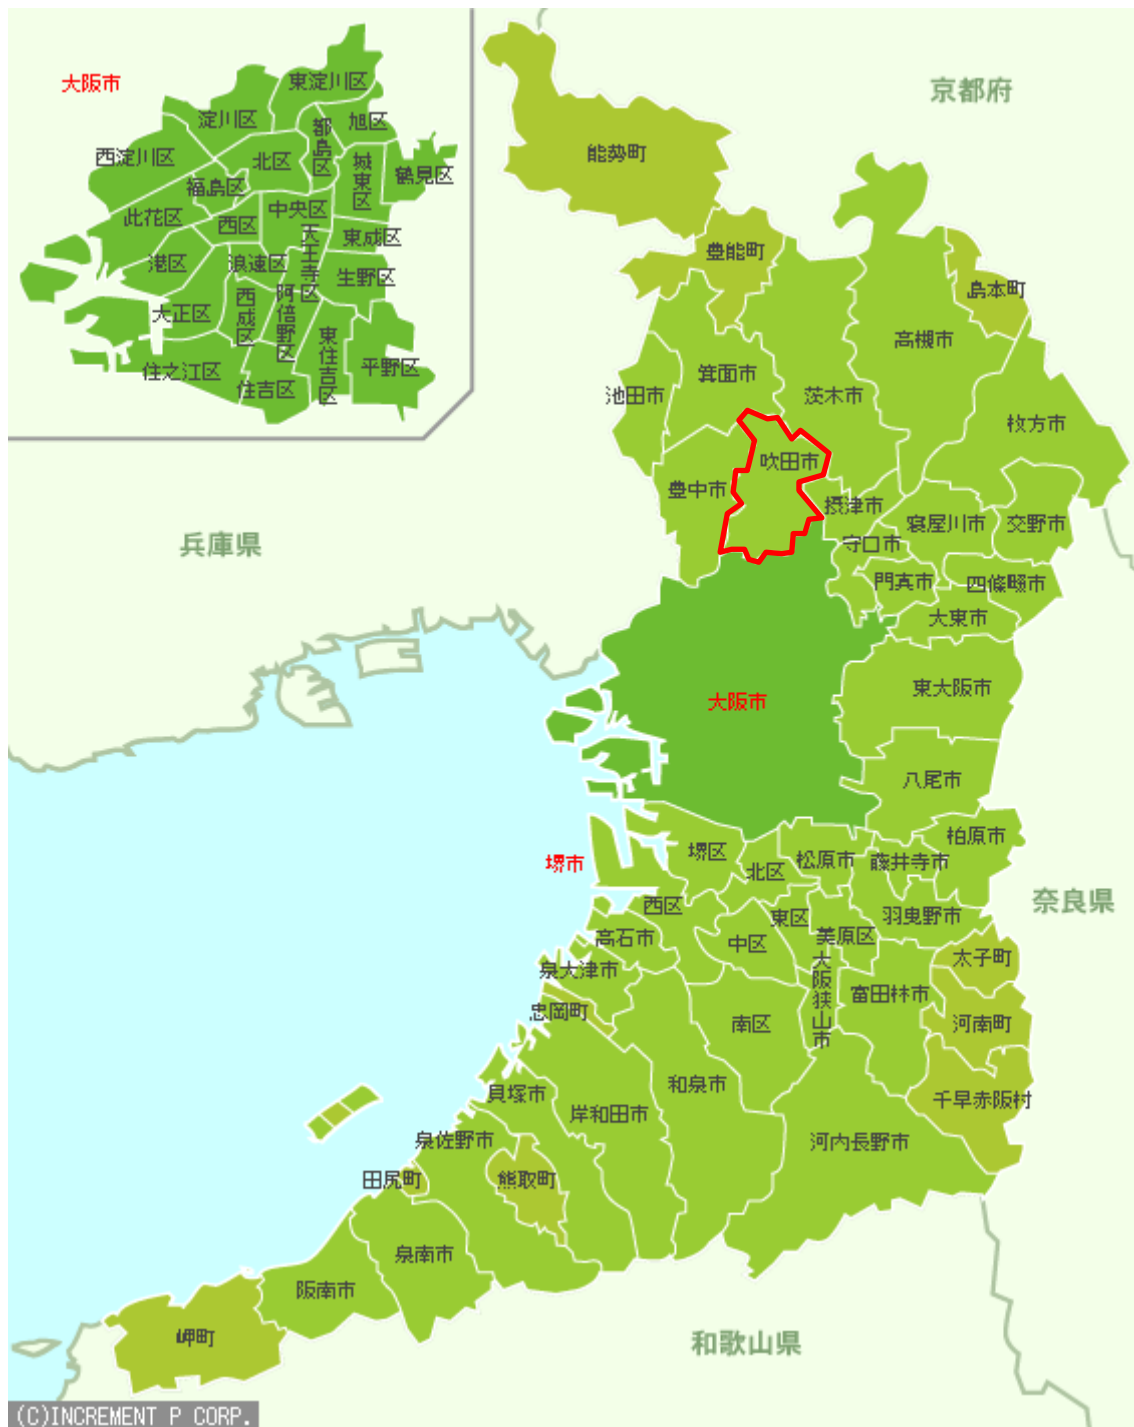 大阪市
東淀川区
淀川区
都島区
旭区
西淀川区
北区
城東区
鶴見区
福島区
此花区
西区
中央区
天王寺区
東成区
港区
浪速区
生野区
大正区
西成区
阿倍野区
東住吉区
平野区
住之江区
住吉区
京都府
能勢町
豊能町
島本町
高槻市
箕面市
池田市
茨木市
枚方市
吹田市
豊中市
摂津市
寝屋川市
交野市
兵庫県
守口市
門真市
四條畷市
大東市
東大阪市
大阪市
八尾市
柏原市
堺市
堺区
北区
松原市
藤井寺市
奈良県
西区
東区
羽曳野市
高石市
中区
美原区
太子町
泉大津市
大阪狭山市
富田林市
忠岡町
南区
河南町
和泉市
貝塚市
岸和田市
千早赤阪村
泉佐野市
河内長野市
田尻町
熊取町
泉南市
阪南市
岬町
和歌山県
(C)INCREMENT P CORP.